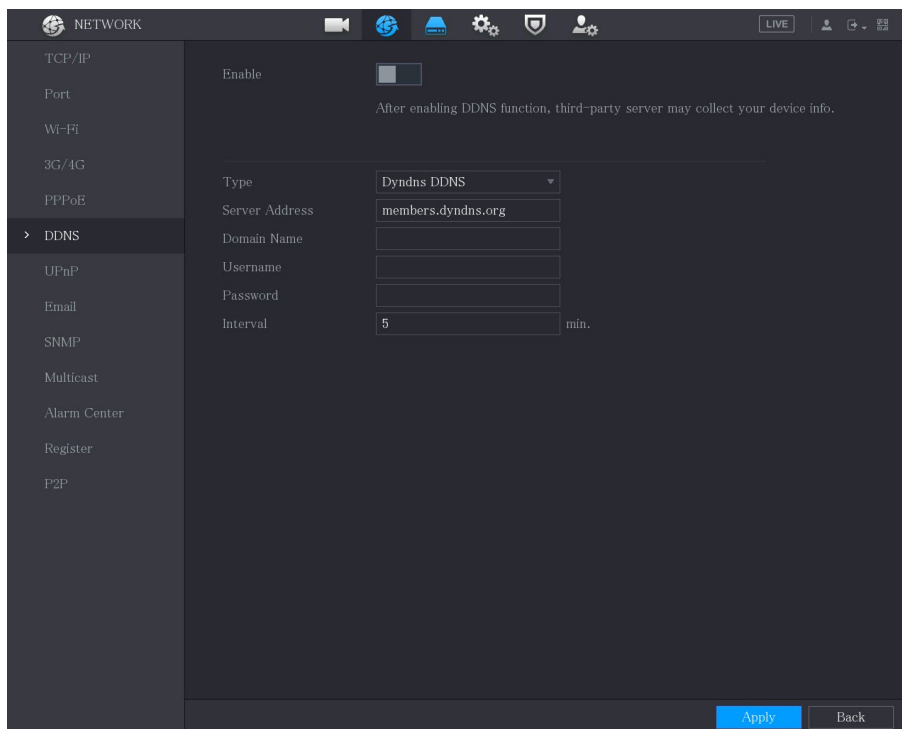 NETWORK
LIVE
TCP/IP
Port
Wi-Fi
3G/4G
PPPoE
DDNS
UPnP
Email
SNMP
Multicast
Alarm Center
Register
P2P
Enable
After enabling DDNS function, third-party server may collect your device info.
Type Dyndns DDNS
Server Address members.dyndns.org
Domain Name
Username
Password
Interval 5 min.
Apply Back